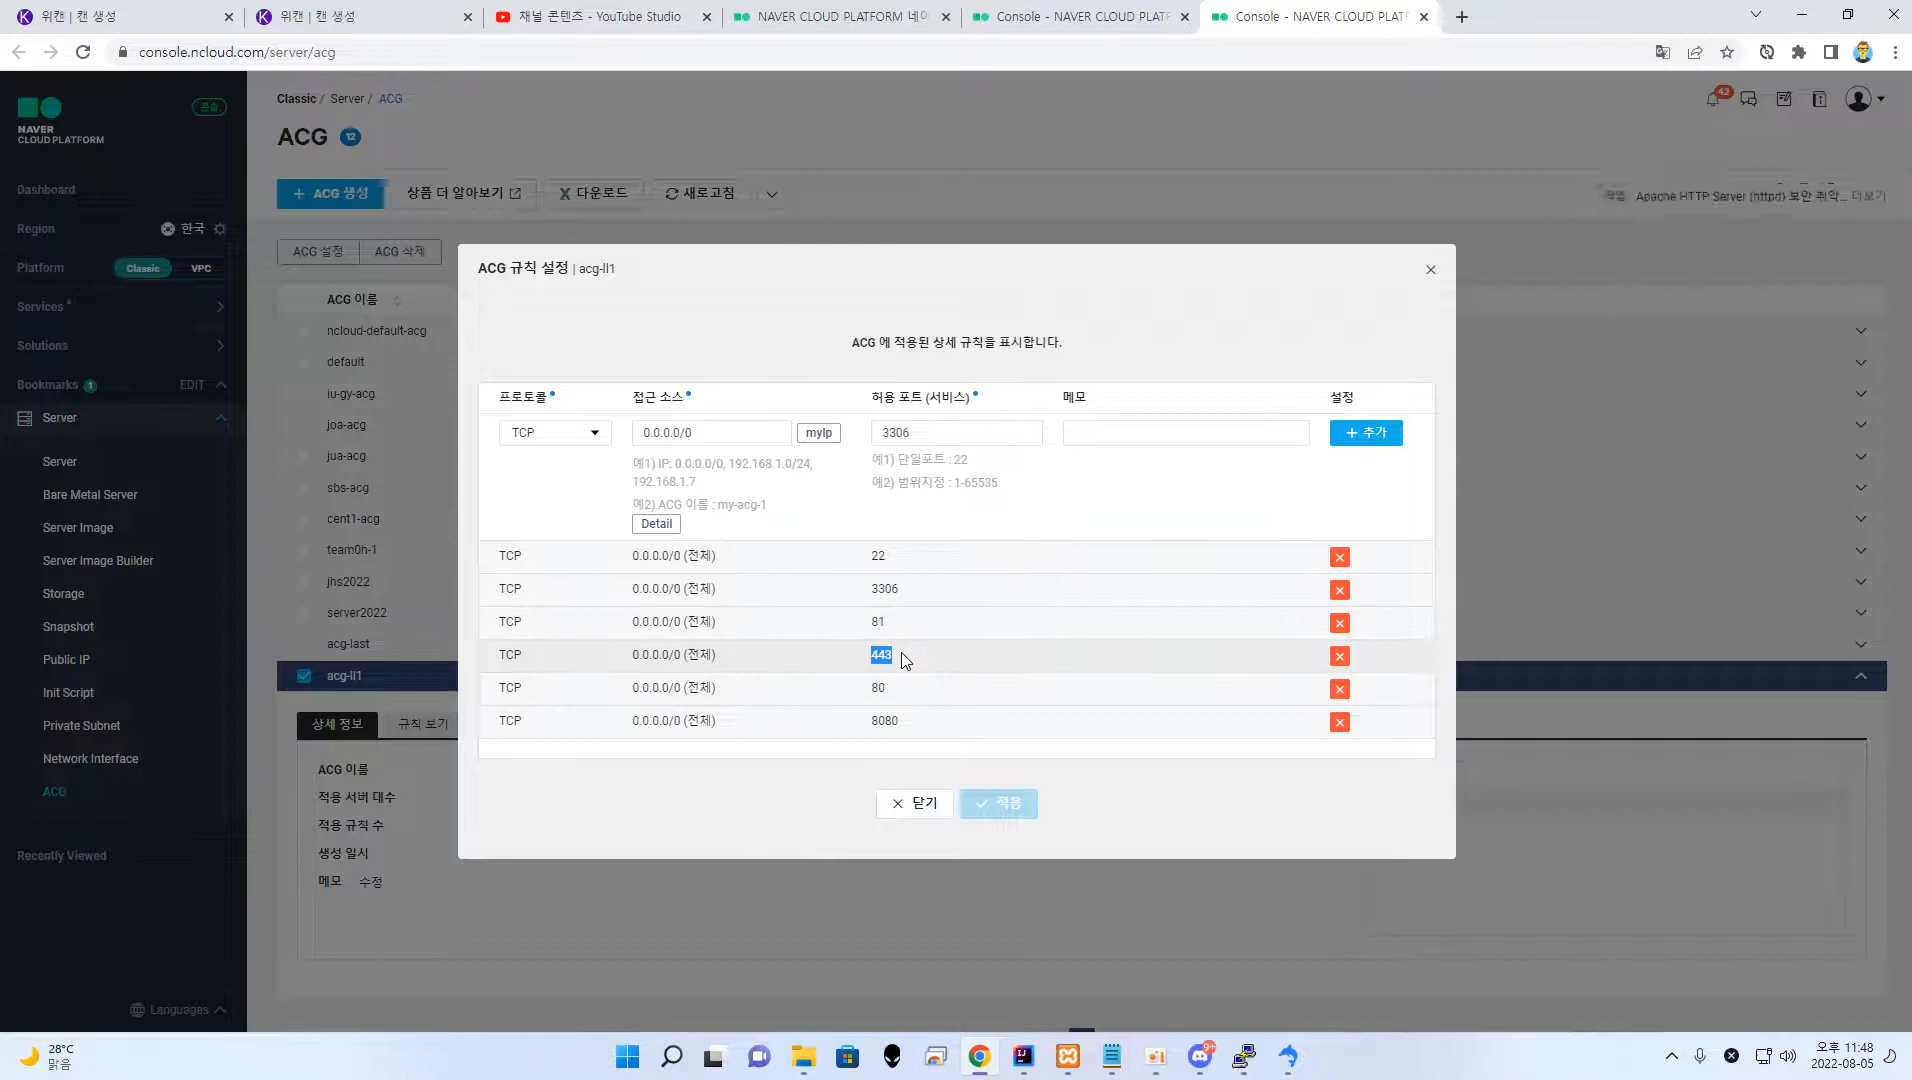 위캔 | 캔 생성
위캔 | 캔 생성
채널 콘텐츠 - YouTube Studio
NAVER CLOUD PLATFORM 네이
Console - NAVER CLOUD PLATF
Console - NAVER CLOUD PLATF
console.ncloud.com/server/acg
NAVER
CLOUD PLATFORM
콘솔
Classic / Server / ACG
42
ACG 12
Dashboard
+ ACG 생성
상품 더 알아보기
다운로드
새로고침
Apache HTTP Server (httpd) 보안 취약... 더보기
Region
한국
Platform
Classic
VPC
ACG 설정
ACG 삭제
Services
Solutions
Bookmarks 1
EDIT
Server
Server
Bare Metal Server
Server Image
Server Image Builder
Storage
Snapshot
Public IP
Init Script
Private Subnet
Network Interface
ACG
Recently Viewed
Languages
ACG 이름
ncloud-default-acg
default
iu-gy-acg
joa-acg
jua-acg
sbs-acg
cent1-acg
team0h-1
jhs2022
server2022
acg-last
acg-ll1
상세 정보
규칙 보기
ACG 이름
적용 서버 대수
적용 규칙 수
생성 일시
메모 수정
ACG 규칙 설정 | acg-ll1
ACG 에 적용된 상세 규칙을 표시합니다.
프로토콜 접근 소스 허용 포트 (서비스) 메모 설정
TCP 0.0.0.0/0 myIp 3306 + 추가
예1) IP: 0.0.0.0/0, 192.168.1.0/24,
192.168.1.7
예2) ACG 이름 : my-acg-1
Detail
예1) 단일포트 : 22
예2) 범위지정 : 1-65535
TCP 0.0.0.0/0 (전체) 22
TCP 0.0.0.0/0 (전체) 3306
TCP 0.0.0.0/0 (전체) 81
TCP 0.0.0.0/0 (전체) 443
TCP 0.0.0.0/0 (전체) 80
TCP 0.0.0.0/0 (전체) 8080
닫기
적용
28°C
맑음
9+
오후 11:48
2022-08-05